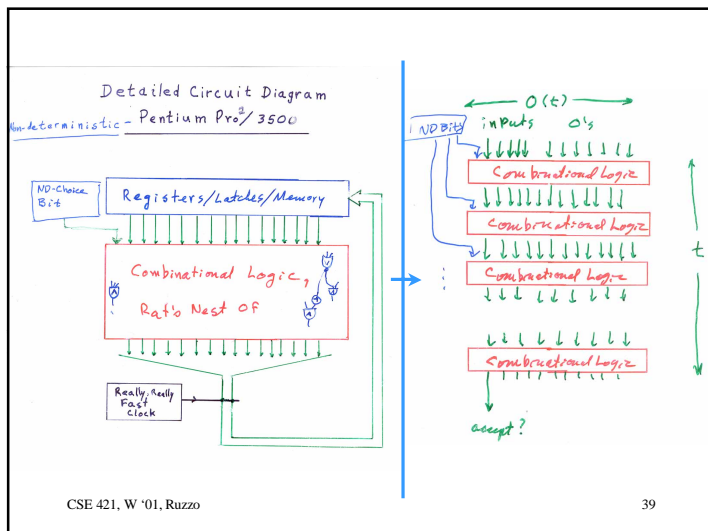 Detailed Circuit Diagram
Non-deterministic - Pentium Pro²/3500
ND-Choice
Bit
Registers/Latches/Memory
Combinational Logic,
Rat's Nest Of
Really, Really
Fast
Clock
O(t)
ND Bits
inputs O's
Combinational Logic
Combinational Logic
Combinational Logic
t
Combinational Logic
accept?
CSE 421, W ‘01, Ruzzo
39